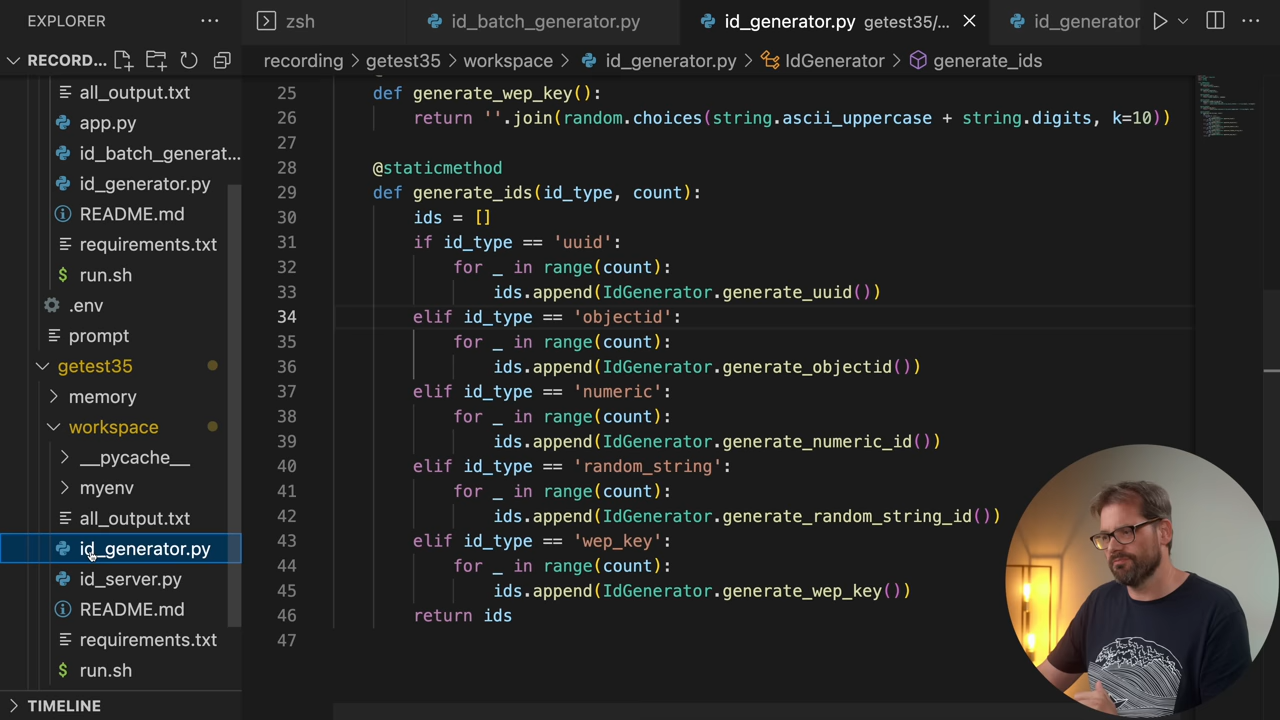 EXPLORER ···
RECORD...
all_output.txt
app.py
id_batch_generat...
id_generator.py
README.md
requirements.txt
$ run.sh
.env
prompt
getest35
memory
workspace
__pycache__
myenv
all_output.txt
id_generator.py
id_server.py
README.md
requirements.txt
$ run.sh
TIMELINE
zsh id_batch_generator.py id_generator.py getest35/... id_generator ···
recording > getest35 > workspace > id_generator.py > IdGenerator > generate_ids
25 def generate_wep_key():
26 return ''.join(random.choices(string.ascii_uppercase + string.digits, k=10))
27
28 @staticmethod
29 def generate_ids(id_type, count):
30 ids = []
31 if id_type == 'uuid':
32 for _ in range(count):
33 ids.append(IdGenerator.generate_uuid())
34 elif id_type == 'objectid':
35 for _ in range(count):
36 ids.append(IdGenerator.generate_objectid())
37 elif id_type == 'numeric':
38 for _ in range(count):
39 ids.append(IdGenerator.generate_numeric_id())
40 elif id_type == 'random_string':
41 for _ in range(count):
42 ids.append(IdGenerator.generate_random_string_id())
43 elif id_type == 'wep_key':
44 for _ in range(count):
45 ids.append(IdGenerator.generate_wep_key())
46 return ids
47